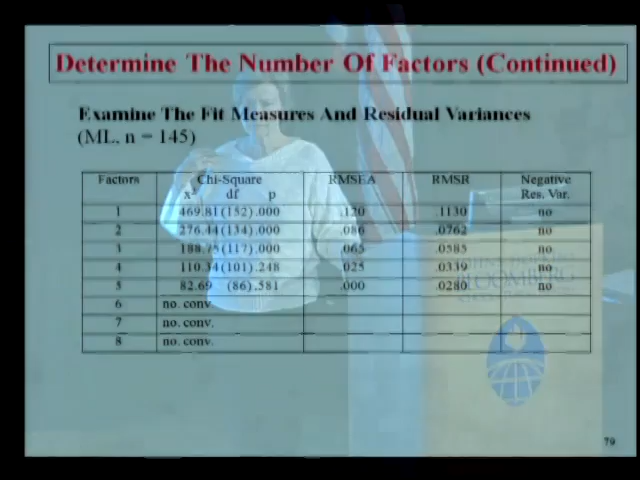 Determine The Number Of Factors (Continued)
Examine The Fit Measures And Residual Variances
(ML, n = 145)
Factors Chi-Square RMSEA RMSR Negative
x² df p Res. Var.
1 469.81 (152) .000 .120 .1130 no
2 276.44 (134) .000 .086 .0762 no
3 188.75 (117) .000 .065 .0585 no
4 110.34 (101) .248 .025 .0339 no
5 82.69 (86) .581 .000 .0280 no
6 no. conv.
7 no. conv.
8 no. conv.
BLOOMBERG
79